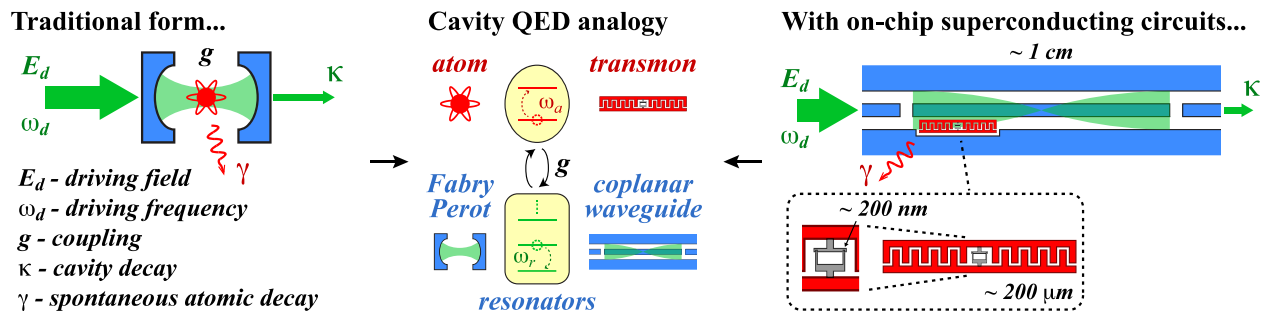 Traditional form...
E_d
ω_d
g
κ
γ
E_d - driving field
ω_d - driving frequency
g - coupling
κ - cavity decay
γ - spontaneous atomic decay
Cavity QED analogy
atom
transmon
ω_a
g
Fabry
Perot
coplanar
waveguide
ω_r
resonators
With on-chip superconducting circuits...
~ 1 cm
E_d
ω_d
κ
γ
~ 200 nm
~ 200 μm